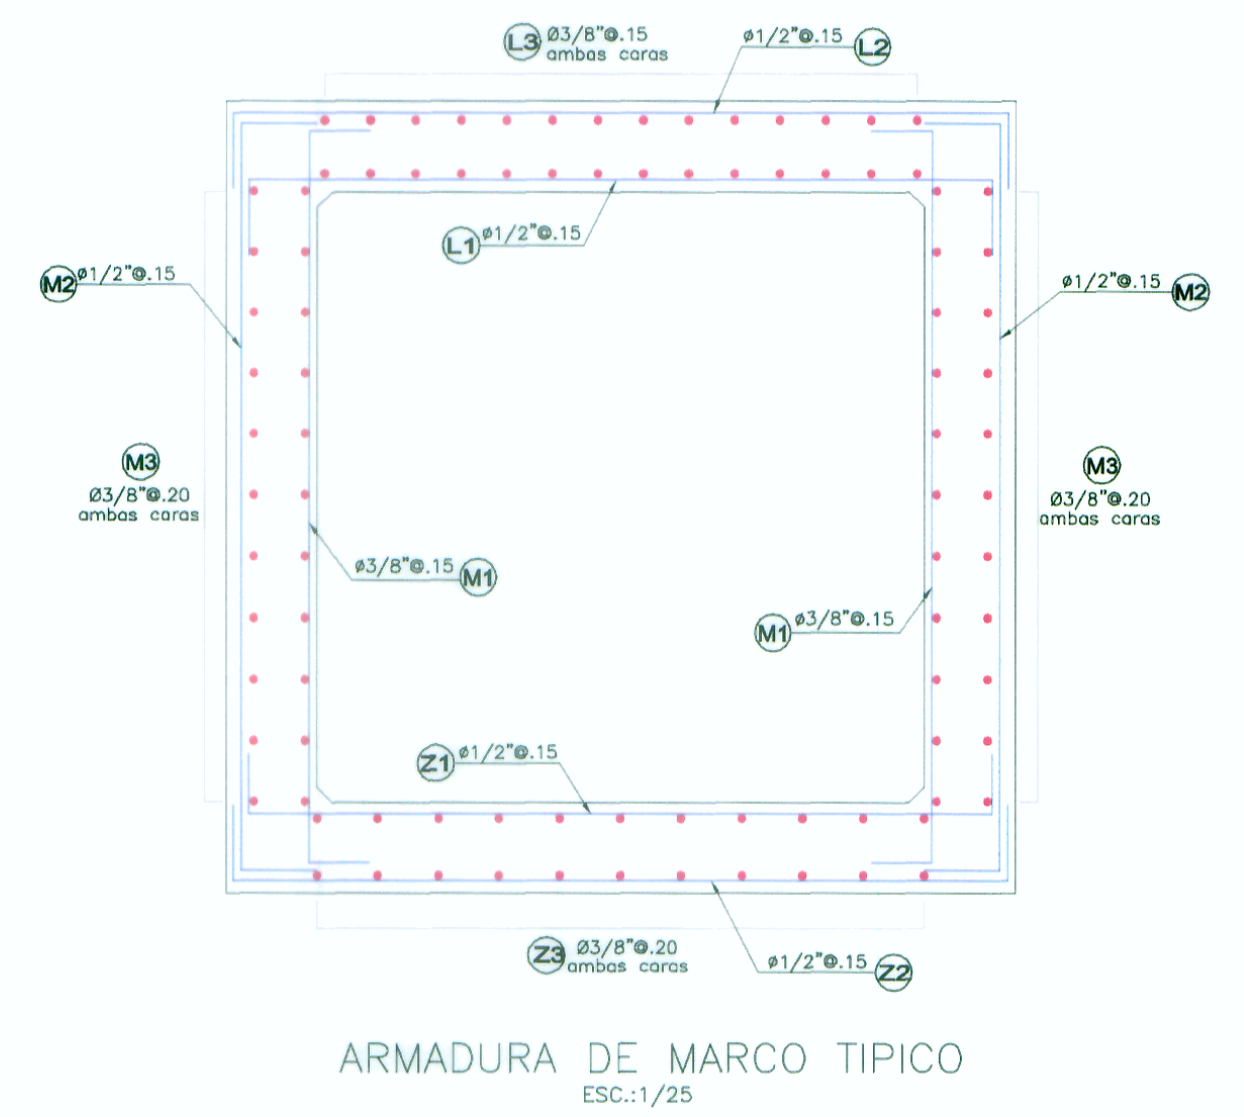 L3 Ø3/8"@.15
ambas caras
ø1/2"@.15 L2
L1 ø1/2"@.15
M2 ø1/2"@.15
ø1/2"@.15 M2
M3
Ø3/8"@.20
ambas caras
M3
Ø3/8"@.20
ambas caras
ø3/8"@.15 M1
M1 ø3/8"@.15
Z1 ø1/2"@.15
Z3 Ø3/8"@.20
ambas caras
ø1/2"@.15 Z2
ARMADURA DE MARCO TIPICO
ESC.:1/25